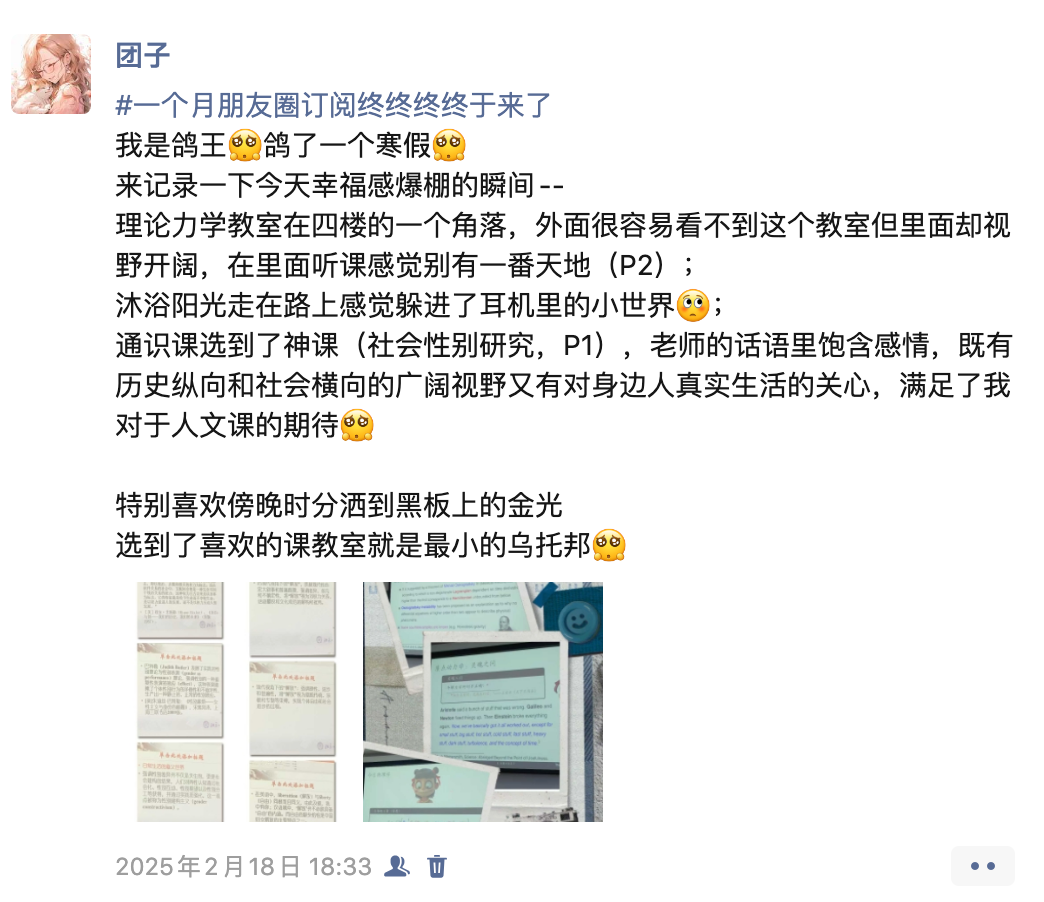 团子
#一个月朋友圈订阅终终终终于来了
我是鸽王🥺鸽了一个寒假🥺
来记录一下今天幸福感爆棚的瞬间--
理论力学教室在四楼的一个角落，外面很容易看不到这个教室但里面却视
野开阔，在里面听课感觉别有一番天地（P2）；
沐浴阳光走在路上感觉躲进了耳机里的小世界🥺；
通识课选到了神课（社会性别研究，P1），老师的话语里饱含感情，既有
历史纵向和社会横向的广阔视野又有对身边人真实生活的关心，满足了我
对于人文课的期待🥺
特别喜欢傍晚时分洒到黑板上的金光
选到了喜欢的课教室就是最小的乌托邦🥺
2025年2月18日 18:33